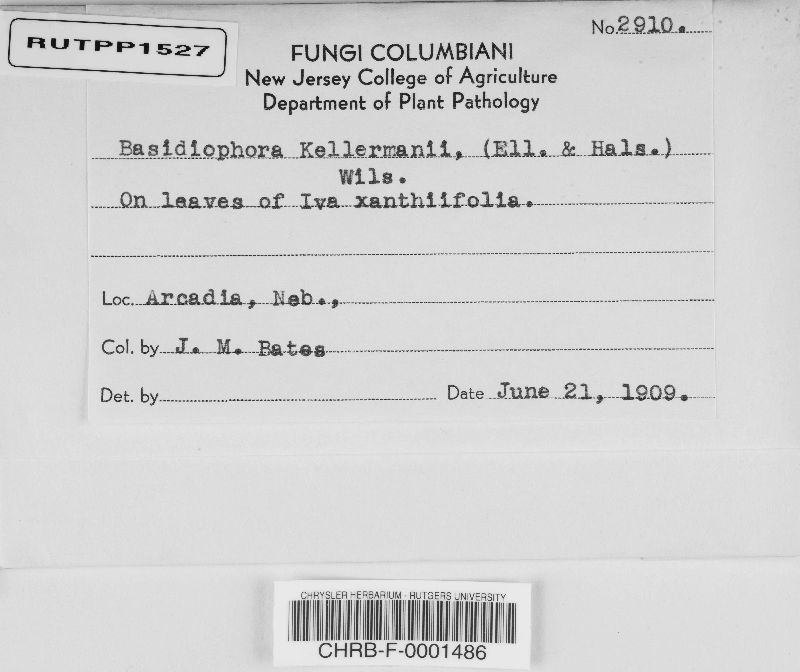 RUTPP1527
No. 2910.
FUNGI COLUMBIANI
New Jersey College of Agriculture
Department of Plant Pathology
Basidiophora Kellermanii, (Ell. & Hals.)
Wils.
On leaves of Iva xanthiifolia.
Loc. Arcadia, Neb.,
Col. by J. M. Bates
Det. by
Date June 21, 1909.
CHRYSLER HERBARIUM - RUTGERS UNIVERSITY
CHRB-F-0001486